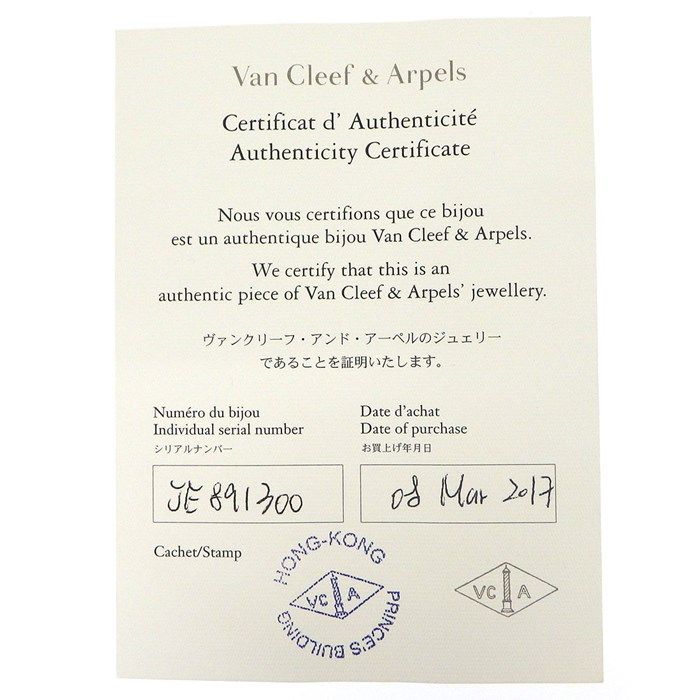 Van Cleef & Arpels
Certificat d' Authenticité
Authenticity Certificate
Nous vous certifions que ce bijou
est un authentique bijou Van Cleef & Arpels.
We certify that this is an
authentic piece of Van Cleef & Arpels' jewellery.
ヴァンクリーフ・アンド・アーペルのジュエリー
であることを証明いたします。
Numéro du bijou
Individual serial number
シリアルナンバー
JE891300
Date d'achat
Date of purchase
お買上げ年月日
08 Mar 2017
Cachet/Stamp
HONG-KONG
VC A
PRINCE'S BUILDING
VC A